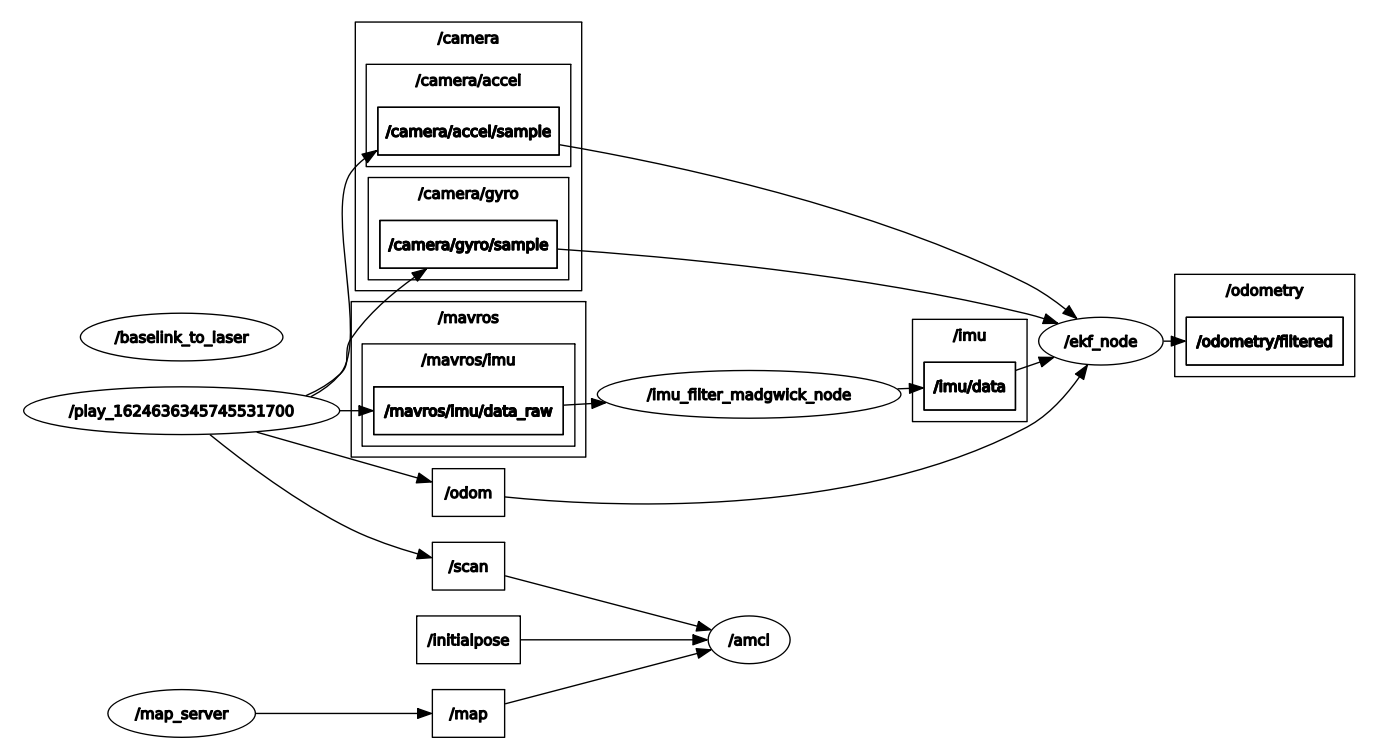 /camera
/camera/accel
/camera/accel/sample
/camera/gyro
/camera/gyro/sample
/mavros
/mavros/imu
/mavros/imu/data_raw
/baselink_to_laser
/play_1624636345745531700
/imu_filter_madgwick_node
/imu
/imu/data
/ekf_node
/odometry
/odometry/filtered
/odom
/scan
/initialpose
/amcl
/map_server
/map